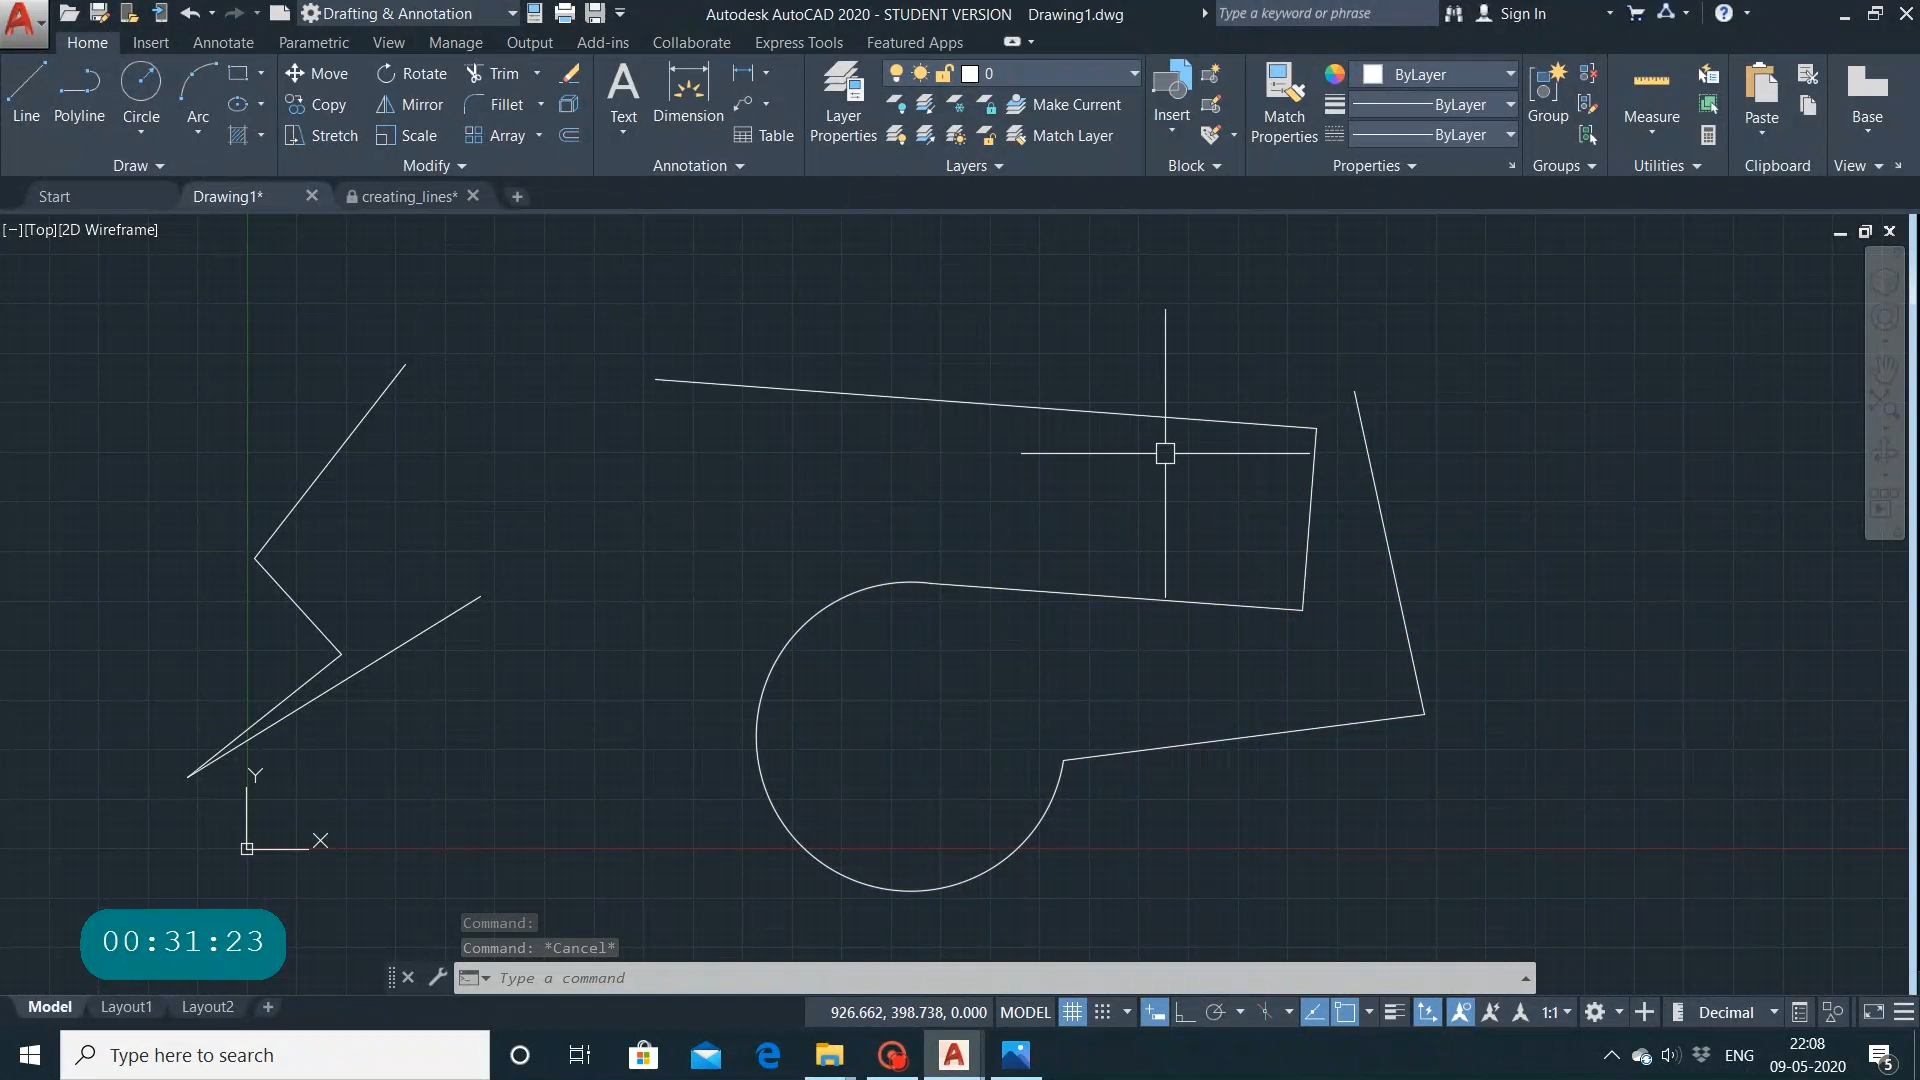 Drafting & Annotation
Autodesk AutoCAD 2020 - STUDENT VERSION Drawing1.dwg
Type a keyword or phrase
Sign In
Home Insert Annotate Parametric View Manage Output Add-ins Collaborate Express Tools Featured Apps
Line Polyline Circle Arc
Move Rotate Trim
Copy Mirror Fillet
Stretch Scale Array
Text Dimension
Table
Layer Properties
0
Make Current
Match Layer
Insert
Match Properties
ByLayer
ByLayer
ByLayer
Group
Measure
Paste
Base
Draw Modify Annotation Layers Block Properties Groups Utilities Clipboard View
Start Drawing1* creating_lines*
[−][Top][2D Wireframe]
Y
X
00:31:23
Command:
Command: *Cancel*
Type a command
Model Layout1 Layout2
926.662, 398.738, 0.000 MODEL 1:1 Decimal
Type here to search
ENG
22:08
09-05-2020
5